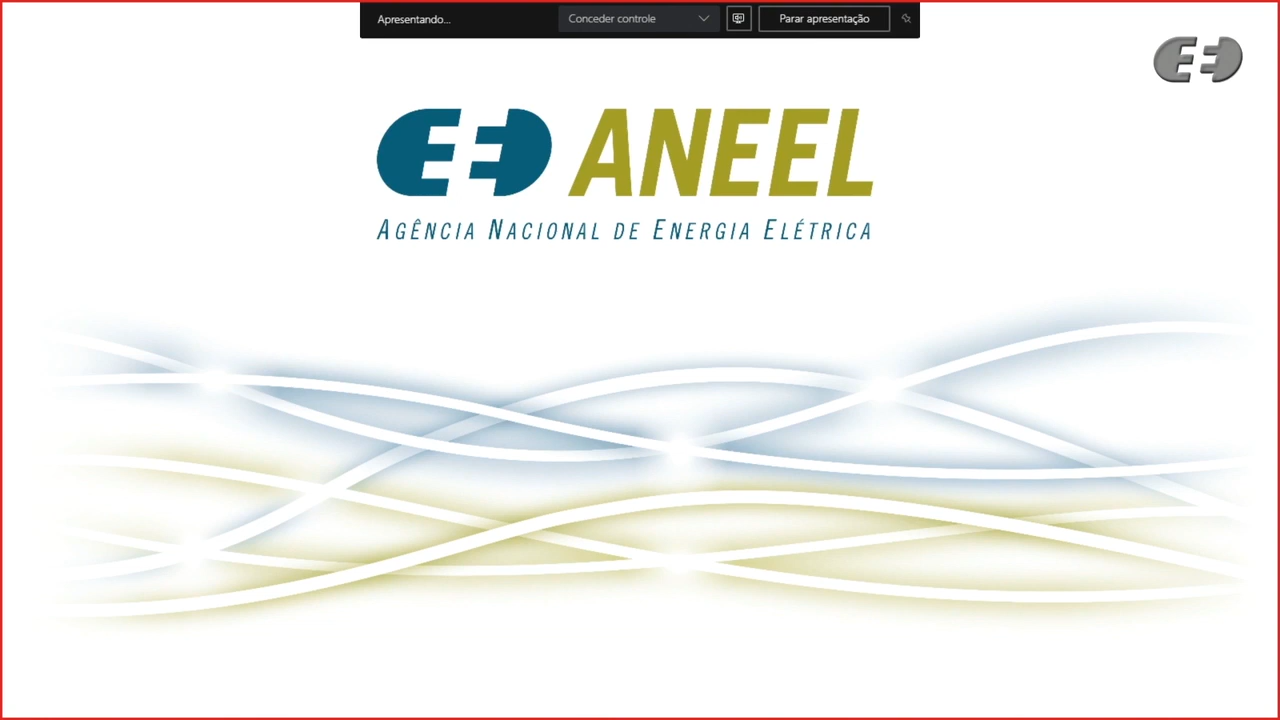 Apresentando...
Conceder controle
Parar apresentação
ANEEL
AGÊNCIA NACIONAL DE ENERGIA ELÉTRICA